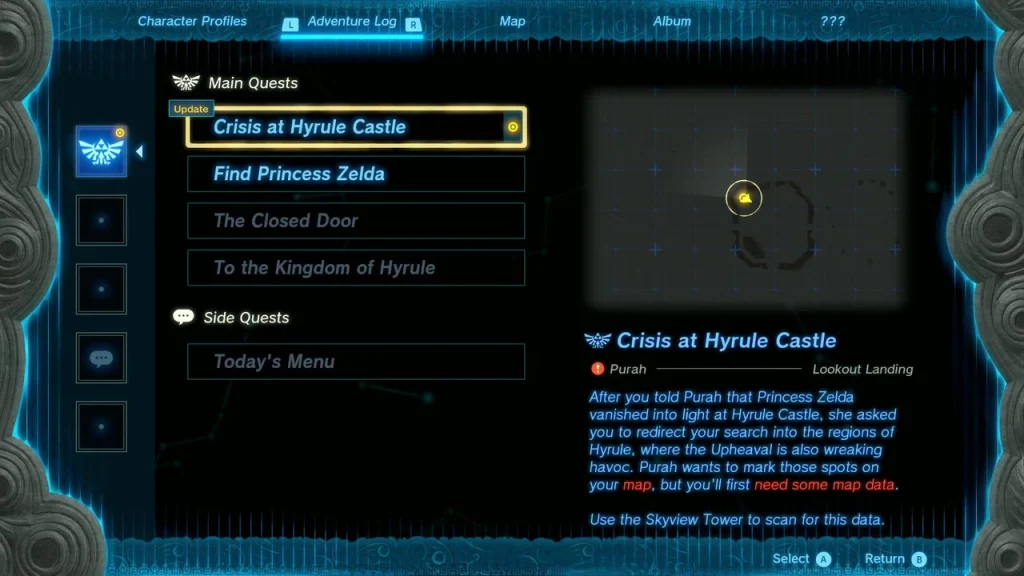 Character Profiles
L Adventure Log R
Map
Album
???
Main Quests
Update
Crisis at Hyrule Castle
Find Princess Zelda
The Closed Door
To the Kingdom of Hyrule
Side Quests
Today's Menu
Crisis at Hyrule Castle
Purah
Lookout Landing
After you told Purah that Princess Zelda
vanished into light at Hyrule Castle, she asked
you to redirect your search into the regions of
Hyrule, where the Upheaval is also wreaking
havoc. Purah wants to mark those spots on
your map, but you'll first need some map data.
Use the Skyview Tower to scan for this data.
Select A
Return B